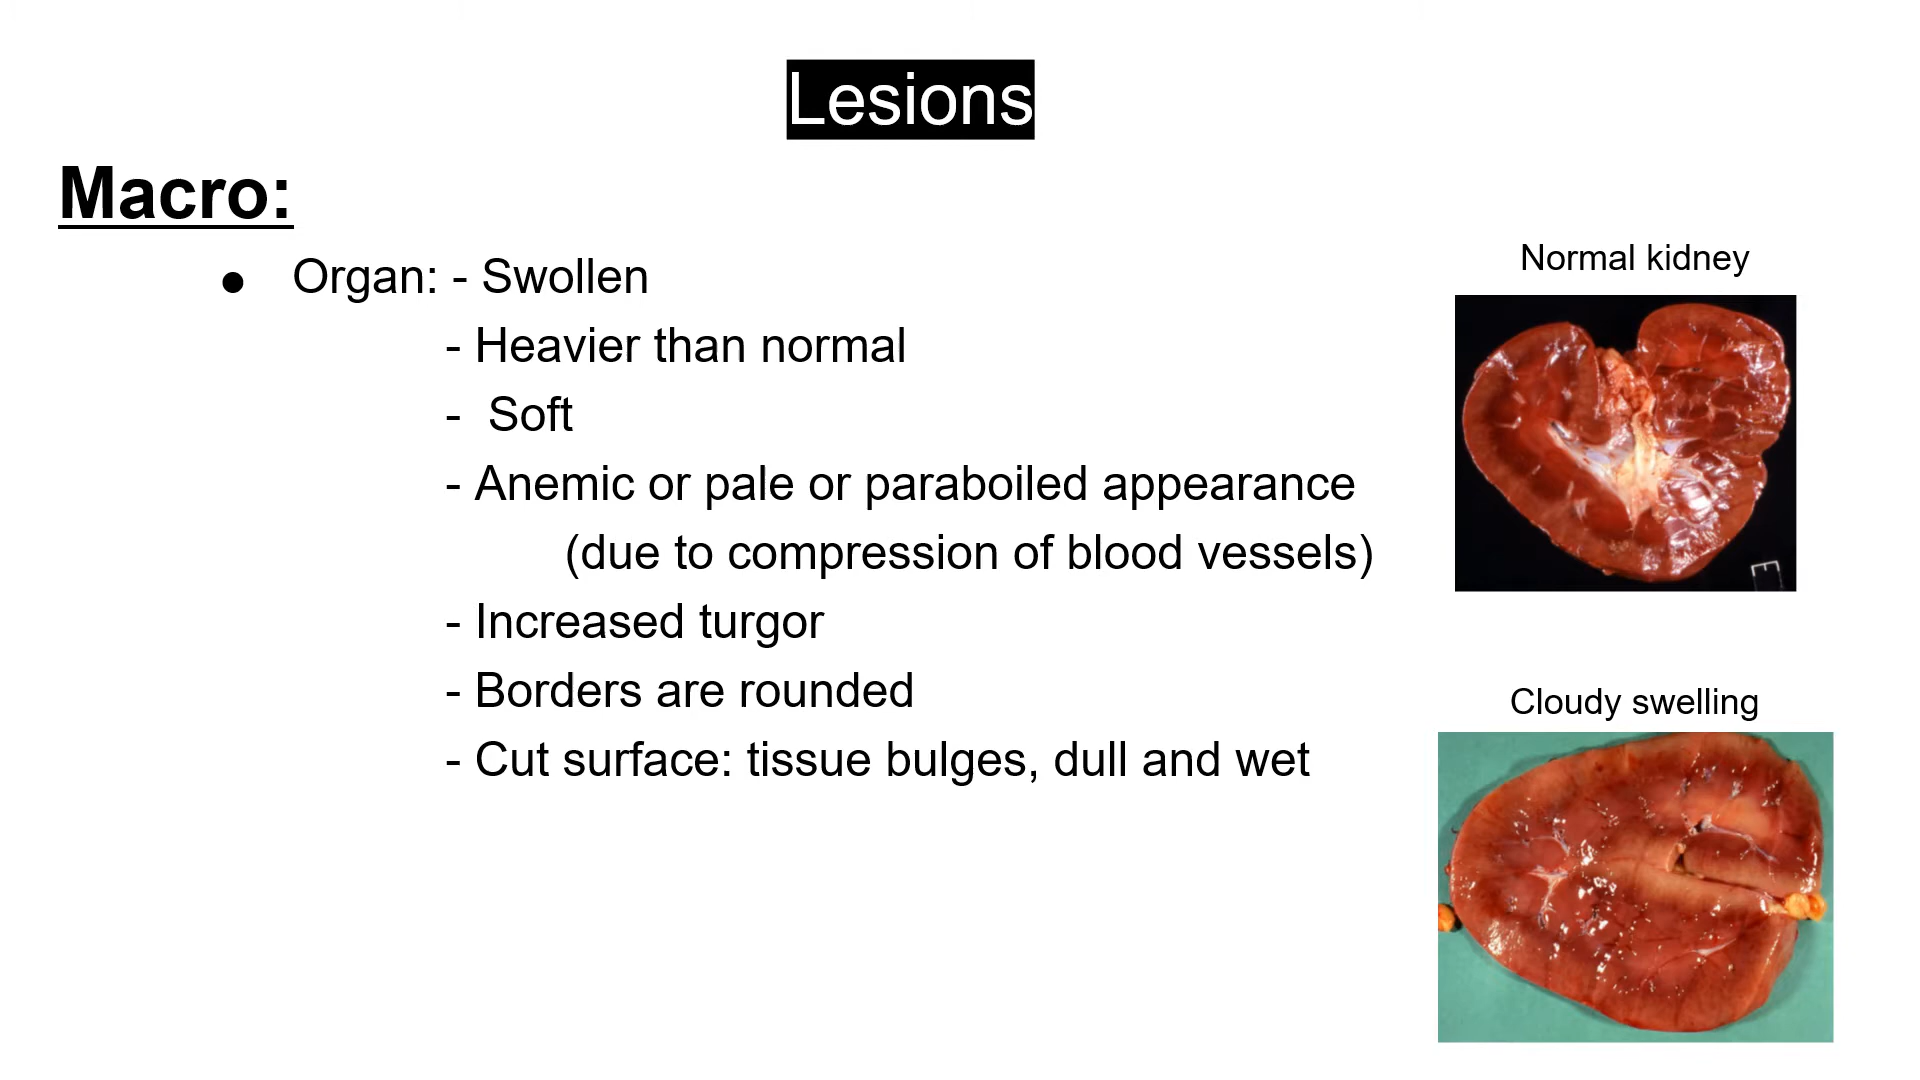 Lesions
Macro:
● Organ: - Swollen
- Heavier than normal
- Soft
- Anemic or pale or paraboiled appearance
(due to compression of blood vessels)
- Increased turgor
- Borders are rounded
- Cut surface: tissue bulges, dull and wet
Normal kidney
Cloudy swelling